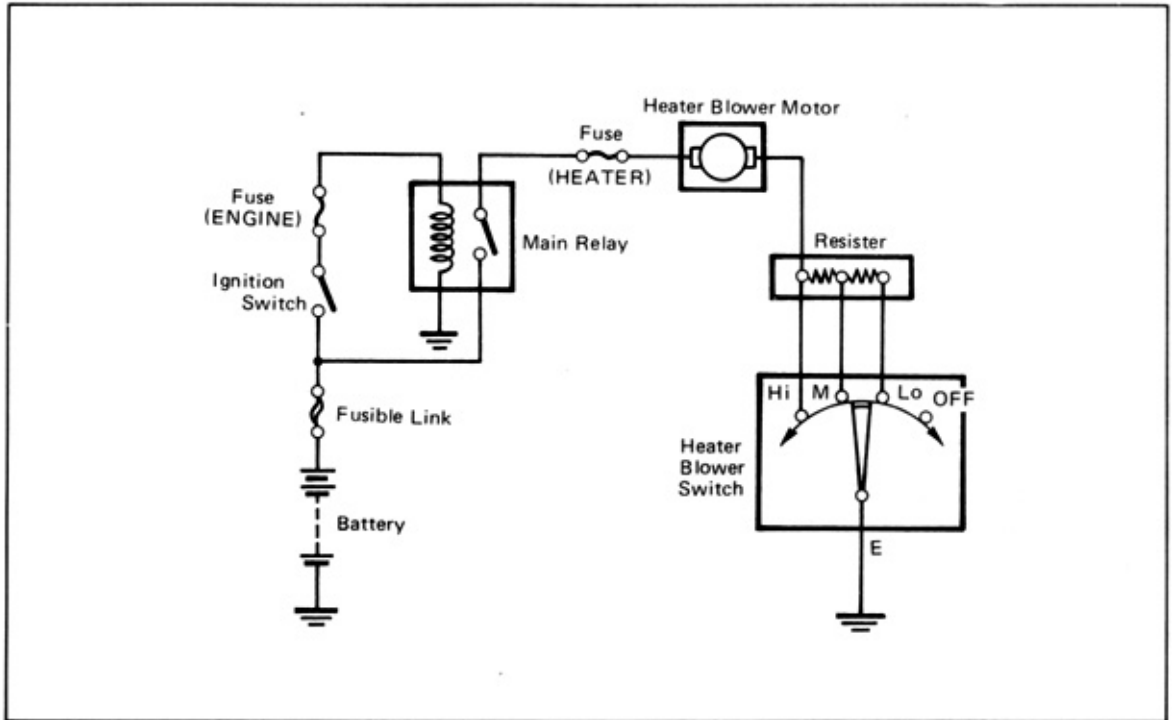 Heater Blower Motor
Fuse
(HEATER)
Fuse
(ENGINE)
Main Relay
Resister
Ignition
Switch
Hi
M
Lo
OFF
Fusible Link
Heater
Blower
Switch
Battery
E